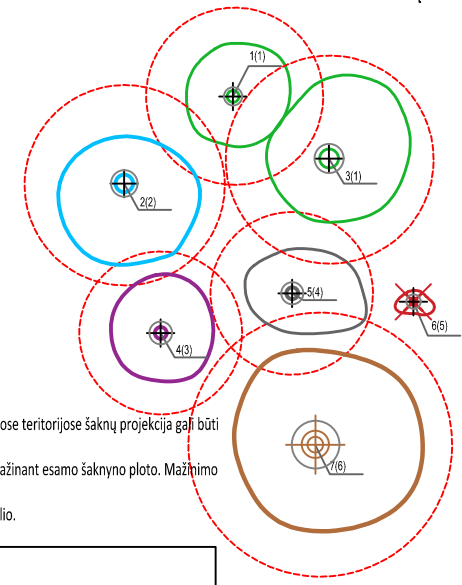 1(1)
3(1)
2(2)
5(4)
6(5)
4(3)
ose teritorijose šaknų projekcija gali būti
7(6)
ažinant esamo šaknyno ploto. Mažinimo
lio.